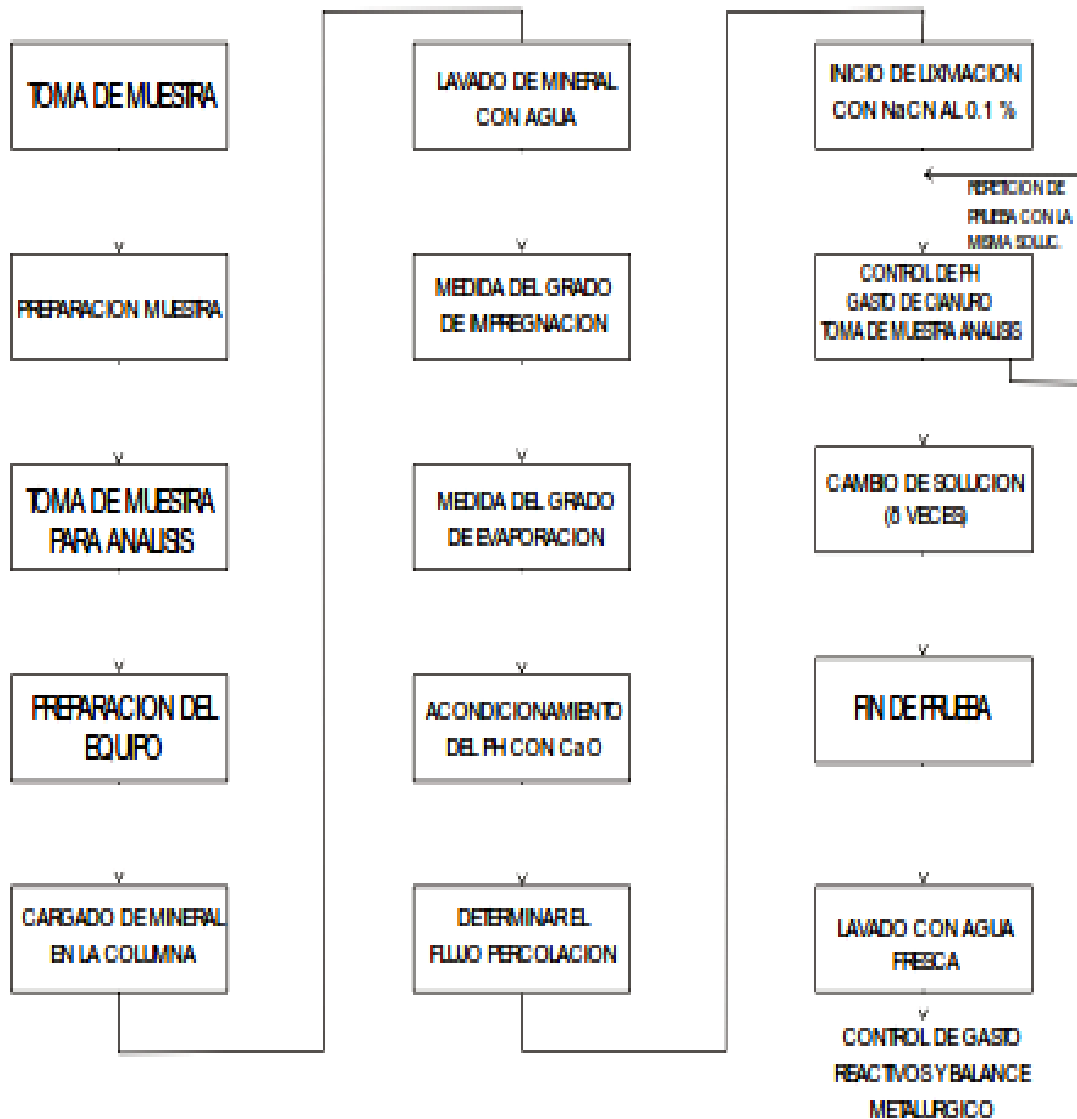 TOMA DE MUESTRA
PREPARACION MUESTRA
TOMA DE MUESTRA
PARA ANALISIS
PREPARACION DEL
EQUIPO
CARGADO DE MINERAL
EN LA COLUMNA
LAVADO DE MINERAL
CON AGUA
MEDIDA DEL GRADO
DE IMPREGNACION
MEDIDA DEL GRADO
DE EVAPORACION
ACONDICIONAMIENTO
DEL PH CON CaO
DETERMINAR EL
FLUJO PERCOLACION
INICIO DE LIXIVIACION
CON NaCN AL 0.1 %
REPETICION DE
PRUEBA CON LA
MISMA SOLUC.
CONTROL DE PH
GASTO DE CIANURO
TOMA DE MUESTRA ANALISIS
CAMBIO DE SOLUCION
VECES)
FIN DE PRUEBA
LAVADO CON AGUA
FRESCA
CONTROL DE GASTO
REACTIVOS Y BALANCE
METALURGICO